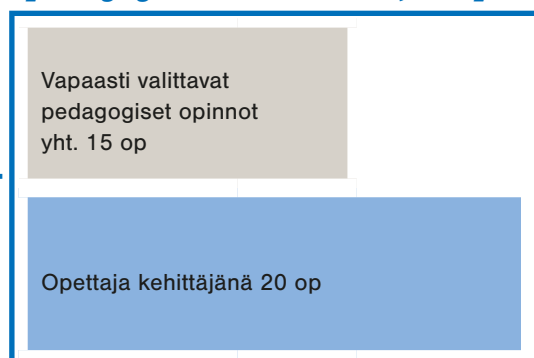 Vapaasti valittavat
pedagogiset opinnot
yht. 15 op
Opettaja kehittäjänä 20 op